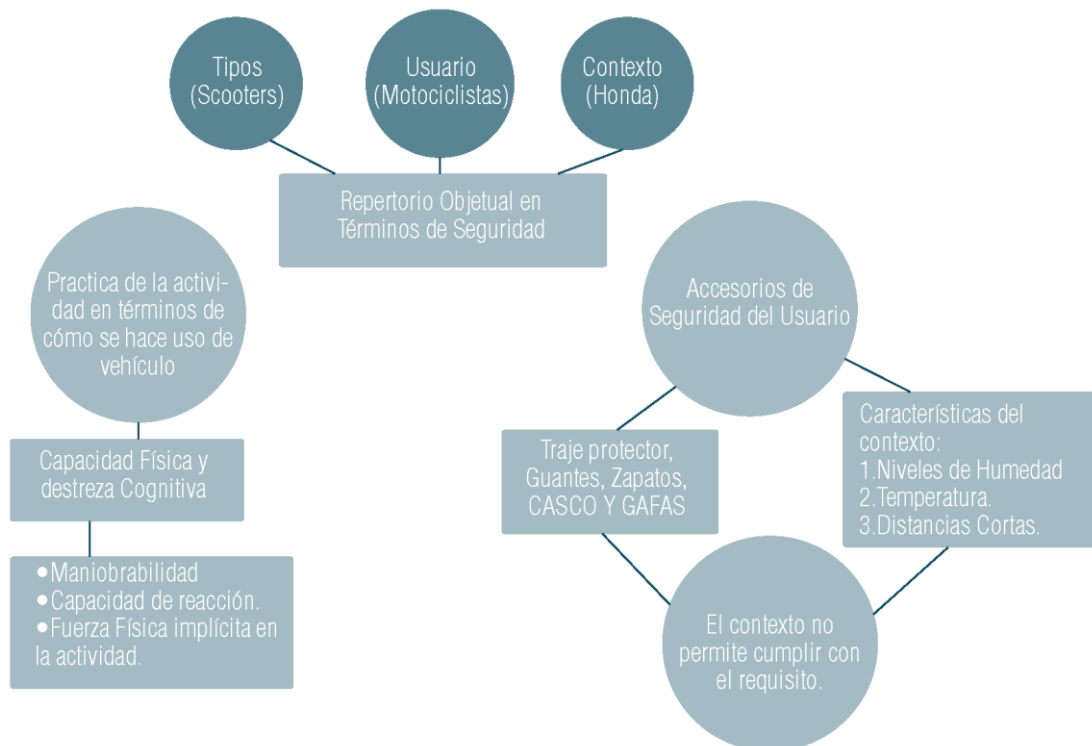 Tipos
(Scooters)
Usuario
(Motociclistas)
Contexto
(Honda)
Repertorio Objetual en
Términos de Seguridad
Practica de la activi-
dad en términos de
cómo se hace uso de
vehículo
Capacidad Física y
destreza Cognitiva
●Maniobrabilidad
●Capacidad de reacción.
●Fuerza Física implícita en
la actividad.
Accesorios de
Seguridad del Usuario
Traje protector,
Guantes, Zapatos,
CASCO Y GAFAS
Características del
contexto:
1.Niveles de Humedad
2.Temperatura.
3.Distancias Cortas.
El contexto no
permite cumplir con
el requisito.